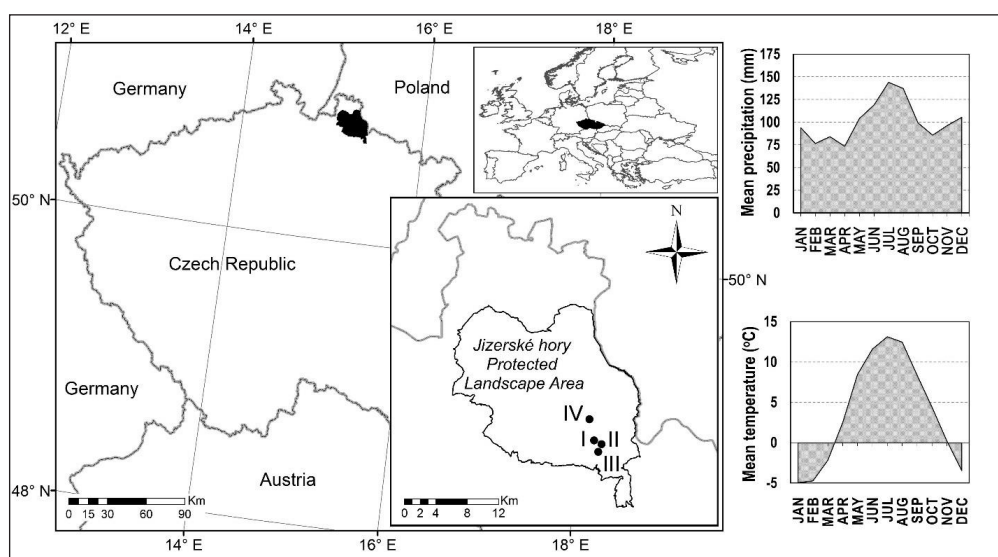 12° E
14° E
16° E
18° E
Germany
Poland
50° N
Czech Republic
Germany
Austria
48° N
Km
0 15 30 60 90
14° E
16° E
18° E
50° N
N
Jizerské hory
Protected
Landscape Area
IV
I
II
III
Km
0 2 4 8 12
Mean precipitation (mm)
175
150
125
100
75
50
25
0
JAN
FEB
MAR
APR
MAY
JUN
JUL
AUG
SEP
OCT
NOV
DEC
Mean temperature (°C)
15
10
5
0
-5
JAN
FEB
MAR
APR
MAY
JUN
JUL
AUG
SEP
OCT
NOV
DEC